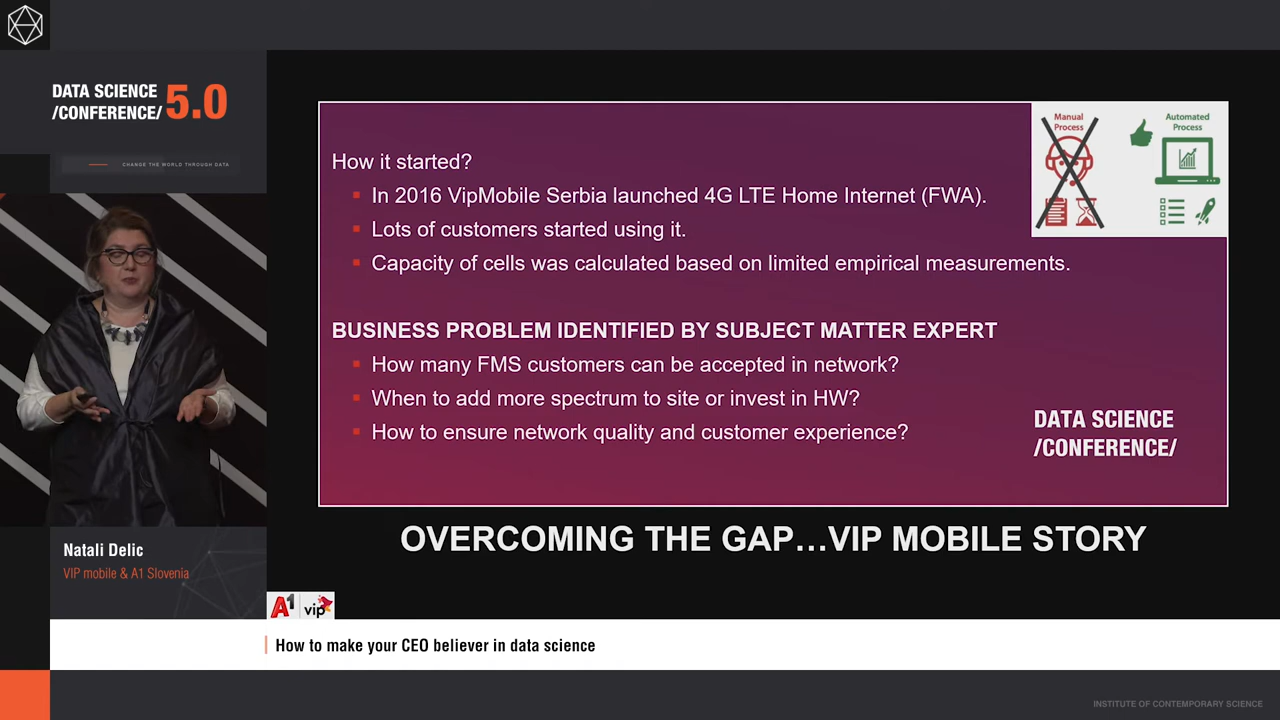 DATA SCIENCE
/CONFERENCE/ 5.0
CHANGE THE WORLD THROUGH DATA
Manual
Process
Automated
Process
How it started?
In 2016 VipMobile Serbia launched 4G LTE Home Internet (FWA).
Lots of customers started using it.
Capacity of cells was calculated based on limited empirical measurements.
BUSINESS PROBLEM IDENTIFIED BY SUBJECT MATTER EXPERT
How many FMS customers can be accepted in network?
When to add more spectrum to site or invest in HW?
How to ensure network quality and customer experience?
DATA SCIENCE
/CONFERENCE/
OVERCOMING THE GAP...VIP MOBILE STORY
Natali Delic
VIP mobile & A1 Slovenia
A1 vip
How to make your CEO believer in data science
INSTITUTE OF CONTEMPORARY SCIENCE